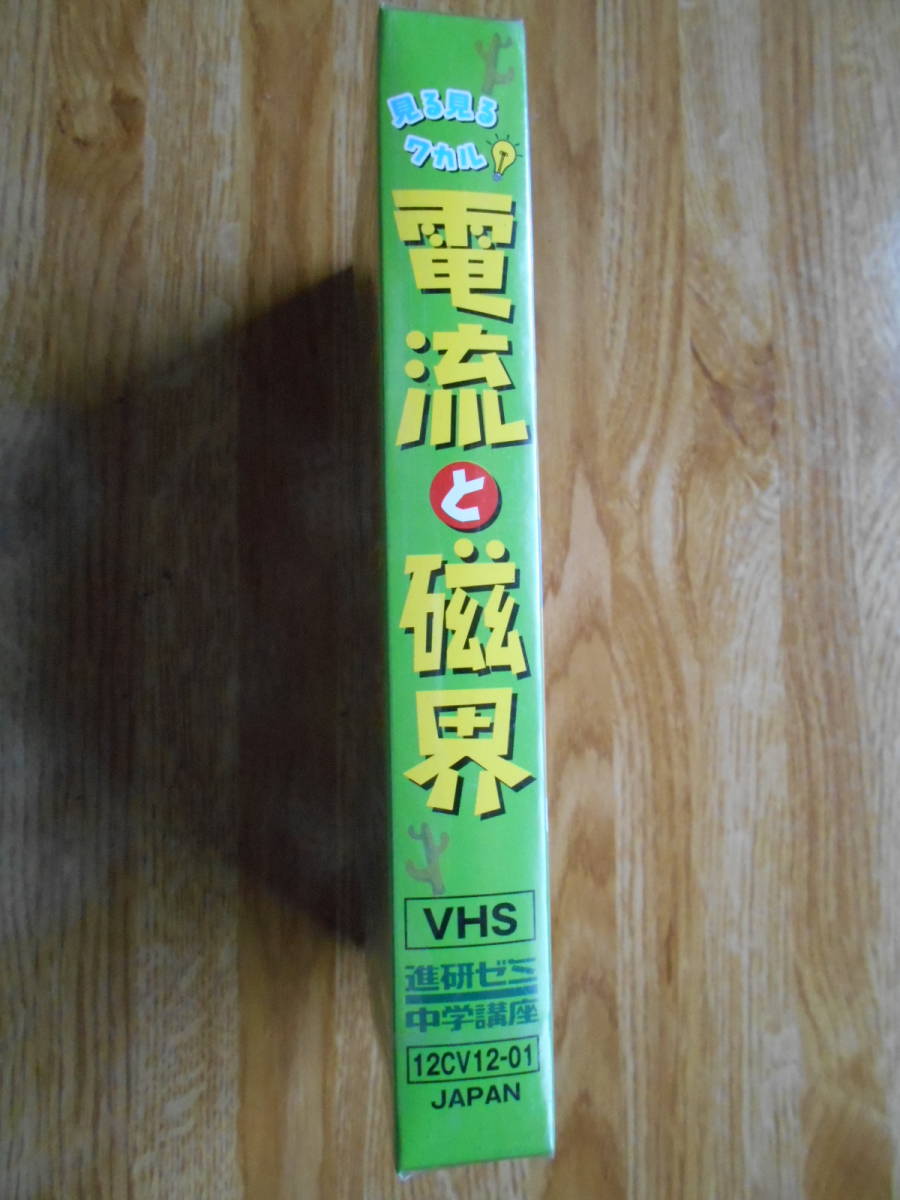 見る見る
ワカル
電流と磁界
VHS
進研ゼミ
中学講座
12CV12-01
JAPAN